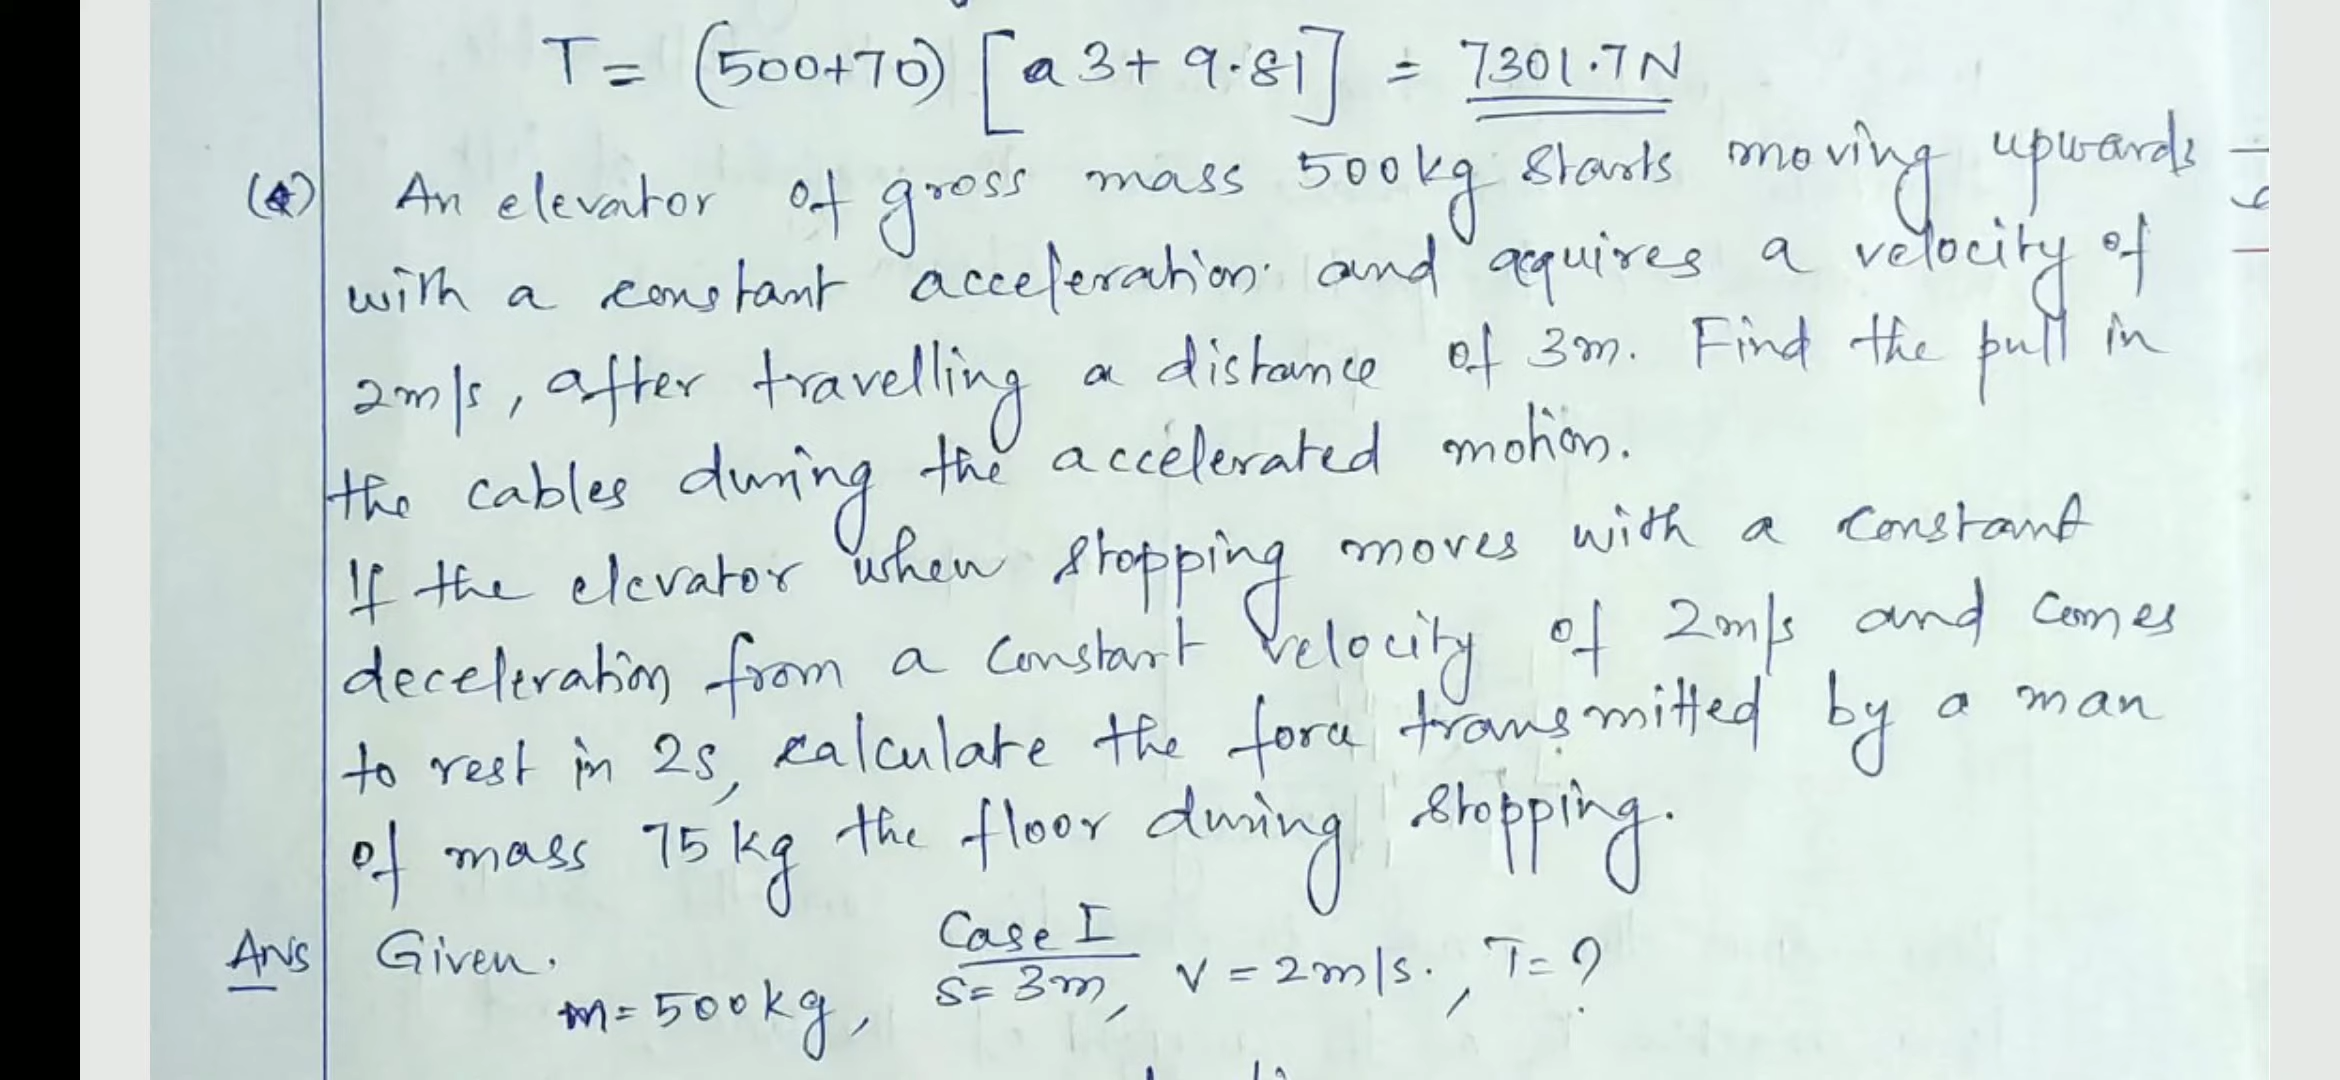 T = (500+70) [a 3 + 9.81] = 7301.7N
(4) An elevator of gross mass 500kg starts moving upwards
with a constant acceleration and acquires a velocity of
2m/s, after travelling a distance of 3m. Find the pull in
the cables during the accelerated motion.
If the elevator when stopping moves with a constant
deceleration from a constart velocity of 2m/s and comes
to rest in 2s, calculate the force transmitted by a man
of mass 75kg the floor during stopping.
Ans Given. Case I
m = 500kg, s = 3m, v = 2m/s., T = ?